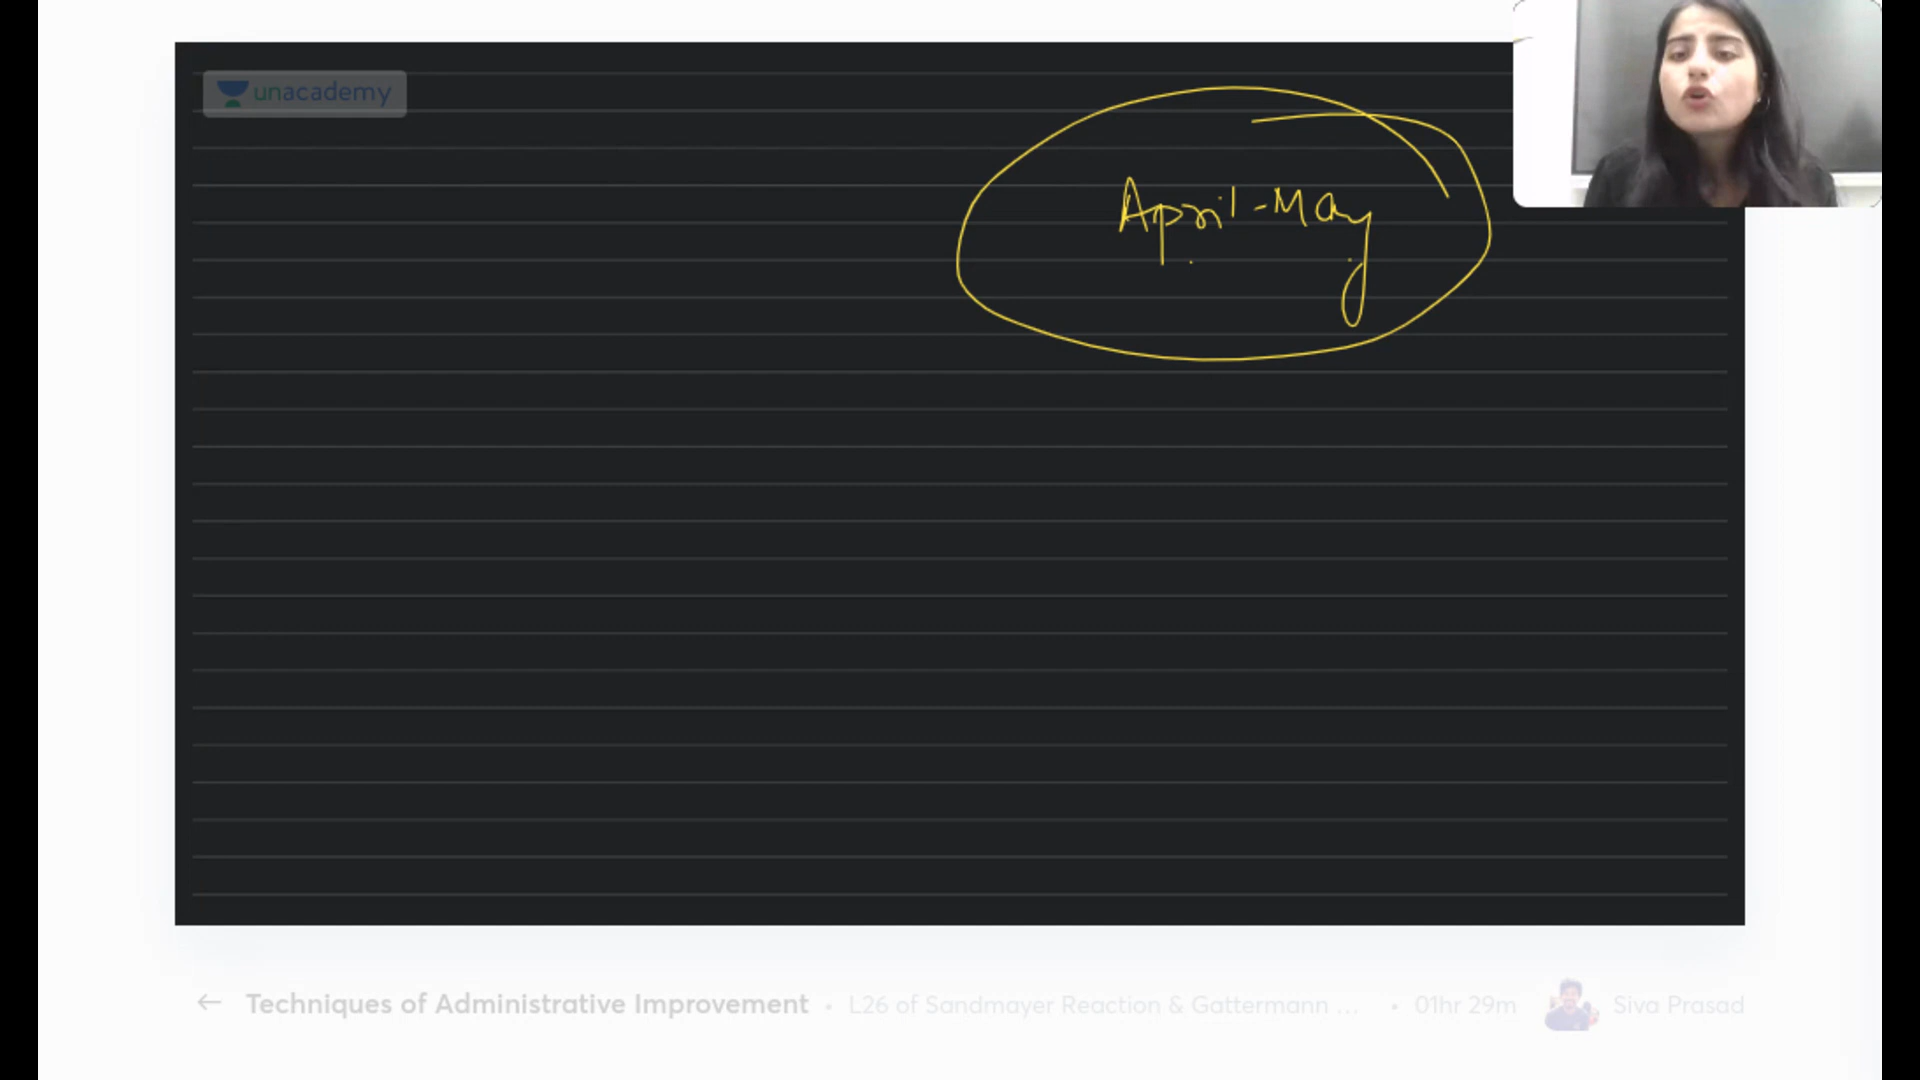 unacademy
April-May
Techniques of Administrative Improvement • L26 of Sandmayer Reaction & Gattermann ... • 01hr 29m Siva Prasad